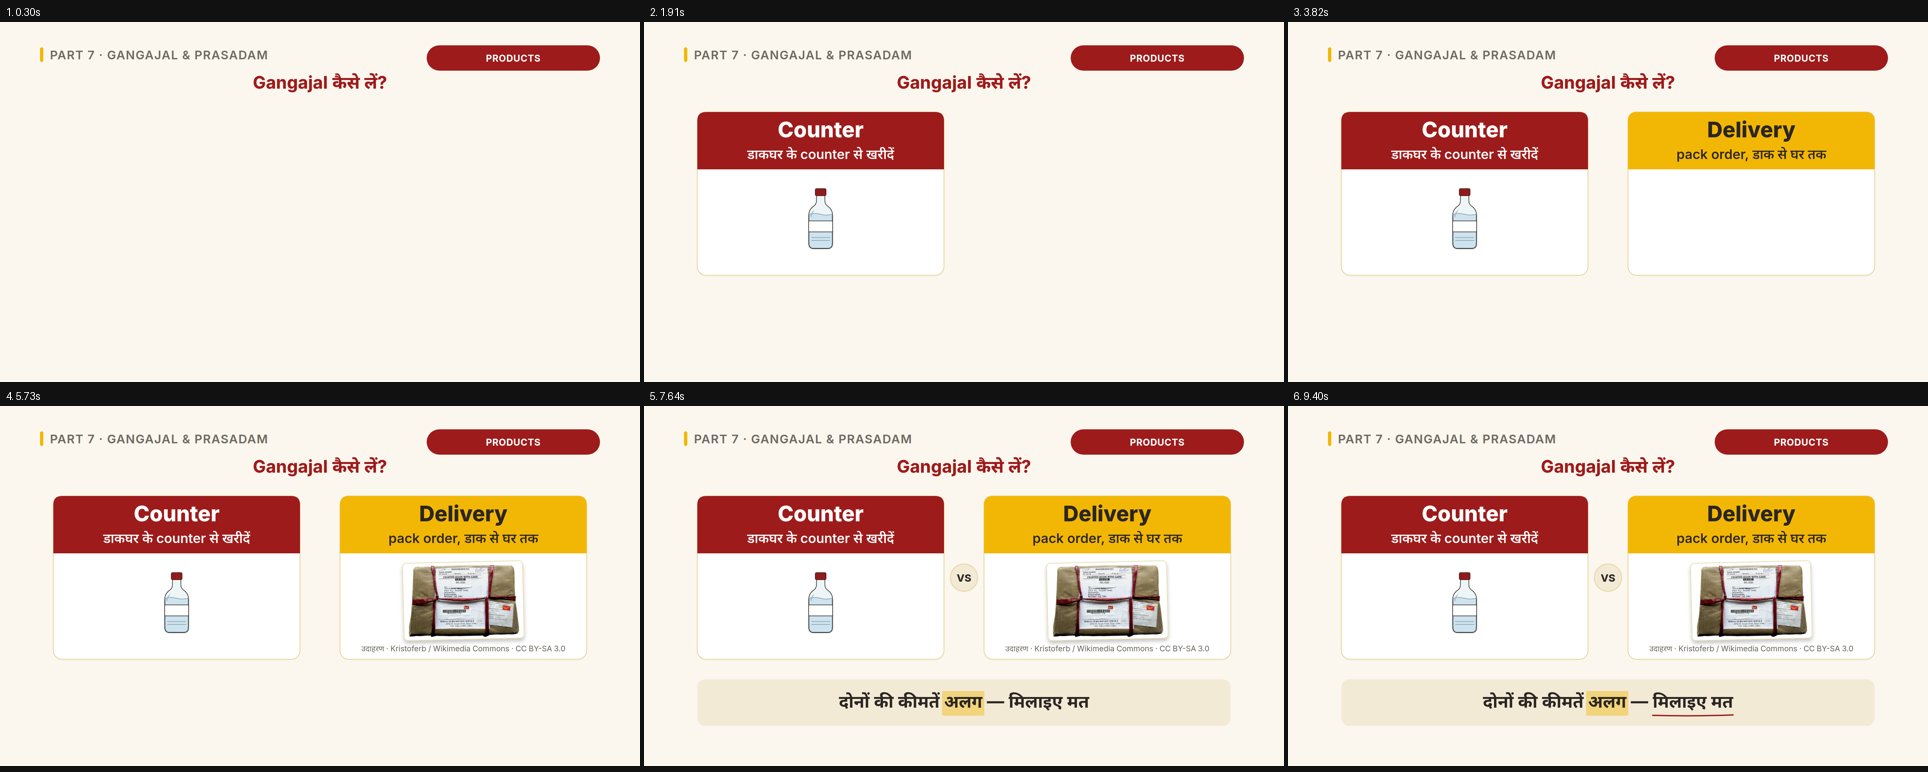 1. 0.30s
PART 7 · GANGAJAL & PRASADAM
PRODUCTS
Gangajal कैसे लें?
2. 1.91s
PART 7 · GANGAJAL & PRASADAM
PRODUCTS
Gangajal कैसे लें?
Counter
डाकघर के counter से खरीदें
3. 3.82s
PART 7 · GANGAJAL & PRASADAM
PRODUCTS
Gangajal कैसे लें?
Counter
डाकघर के counter से खरीदें
Delivery
pack order, डाक से घर तक
4. 5.73s
PART 7 · GANGAJAL & PRASADAM
PRODUCTS
Gangajal कैसे लें?
Counter
डाकघर के counter से खरीदें
Delivery
pack order, डाक से घर तक
उदाहरण · Kristoferb / Wikimedia Commons · CC BY-SA 3.0
5. 7.64s
PART 7 · GANGAJAL & PRASADAM
PRODUCTS
Gangajal कैसे लें?
Counter
डाकघर के counter से खरीदें
VS
Delivery
pack order, डाक से घर तक
उदाहरण · Kristoferb / Wikimedia Commons · CC BY-SA 3.0
दोनों की कीमतें अलग — मिलाइए मत
6. 9.40s
PART 7 · GANGAJAL & PRASADAM
PRODUCTS
Gangajal कैसे लें?
Counter
डाकघर के counter से खरीदें
VS
Delivery
pack order, डाक से घर तक
उदाहरण · Kristoferb / Wikimedia Commons · CC BY-SA 3.0
दोनों की कीमतें अलग — मिलाइए मत